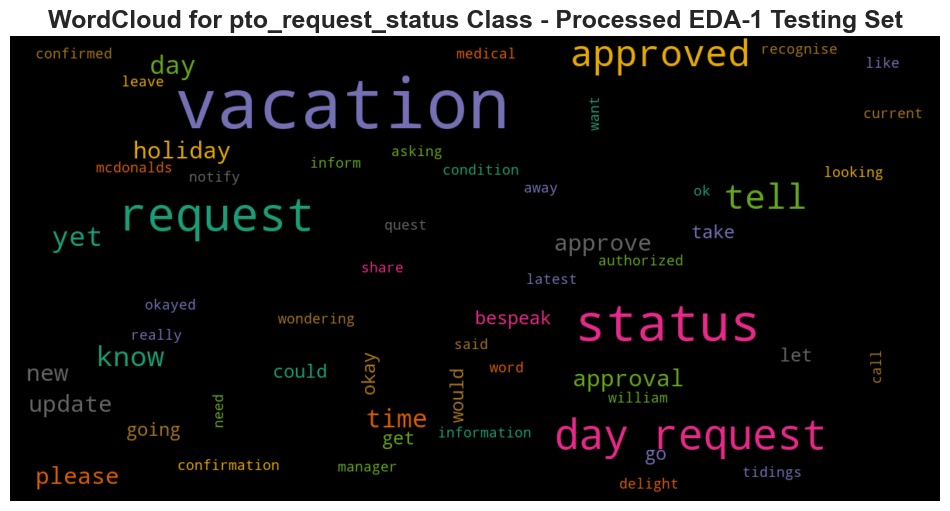 WordCloud for pto_request_status Class - Processed EDA-1 Testing Set
confirmed
medical
approved
recognise
day
like
leave
vacation
want
current
holiday
asking
mcdonalds
inform
condition
looking
notify
away
ok
tell
request
quest
yet
approve
take
authorized
share
latest
okayed
wondering
bespeak
status
really
know
said
let
new
could
okay
word
would
approval
call
update
need
william
going
time
get
information
day request
go
please
confirmation
manager
tidings
delight